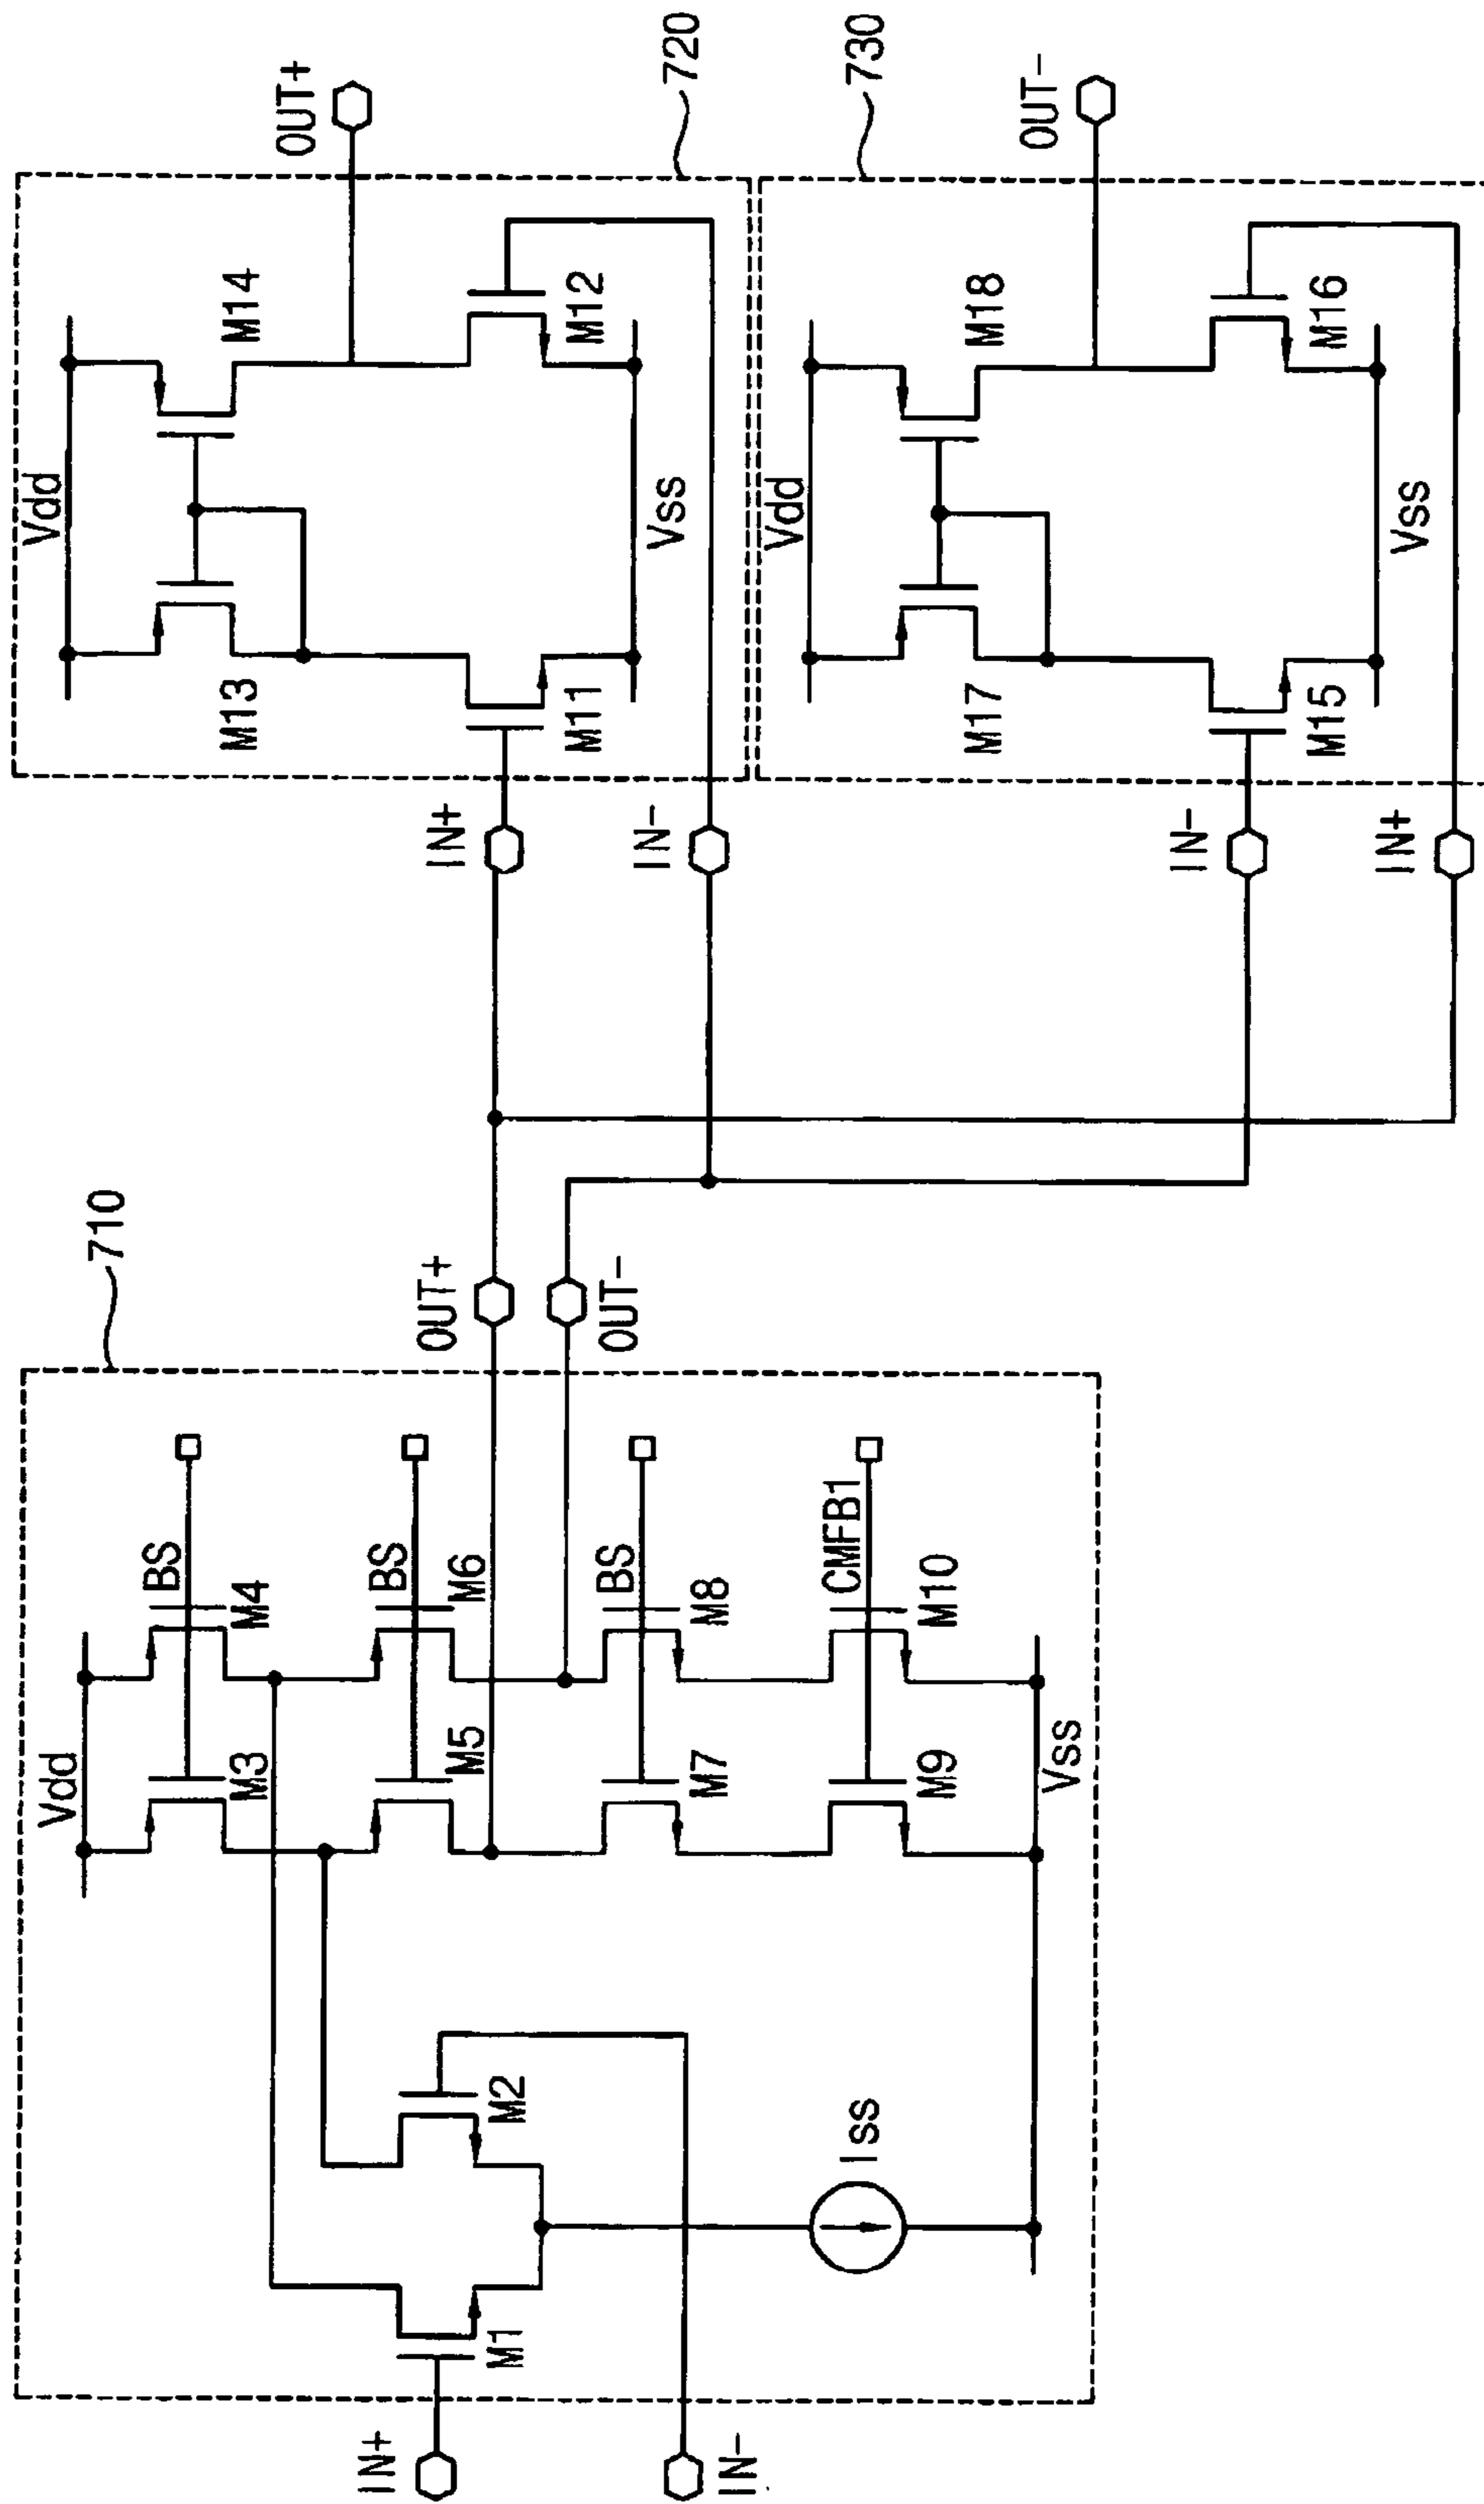 710
Vdd
BS
M3
M4
BS
M5
M6
IN+
M1
M2
OUT+
OUT-
BS
M7
M8
IN-
Iss
CMFB1
M9
M10
Vss
720
Vdd
M13
M14
OUT+
IN+
M11
M12
IN-
Vss
730
Vdd
M17
M18
OUT-
IN-
M15
M16
IN+
Vss